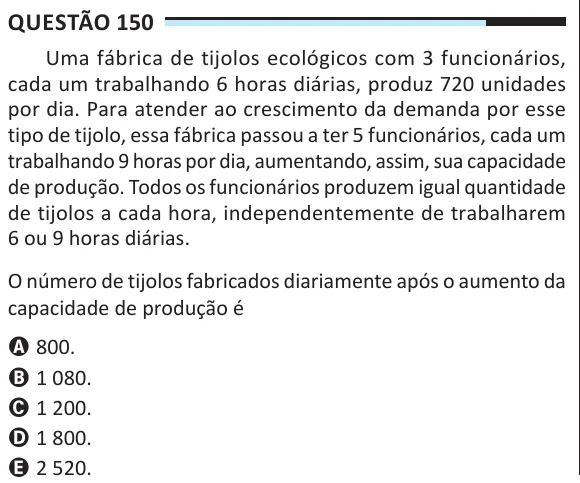 QUESTÃO 150
Uma fábrica de tijolos ecológicos com 3 funcionários,
cada um trabalhando 6 horas diárias, produz 720 unidades
por dia. Para atender ao crescimento da demanda por esse
tipo de tijolo, essa fábrica passou a ter 5 funcionários, cada um
trabalhando 9 horas por dia, aumentando, assim, sua capacidade
de produção. Todos os funcionários produzem igual quantidade
de tijolos a cada hora, independentemente de trabalharem
6 ou 9 horas diárias.
O número de tijolos fabricados diariamente após o aumento da
capacidade de produção é
A 800.
B 1 080.
C 1 200.
D 1 800.
E 2 520.